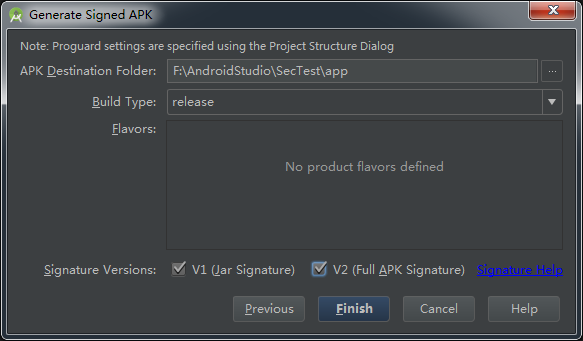 Generate Signed APK
Note: Proguard settings are specified using the Project Structure Dialog
APK Destination Folder: F:\AndroidStudio\SecTest\app ...
Build Type: release
Flavors:
No product flavors defined
Signature Versions: V1 (Jar Signature) V2 (Full APK Signature) Signature Help
Previous Finish Cancel Help